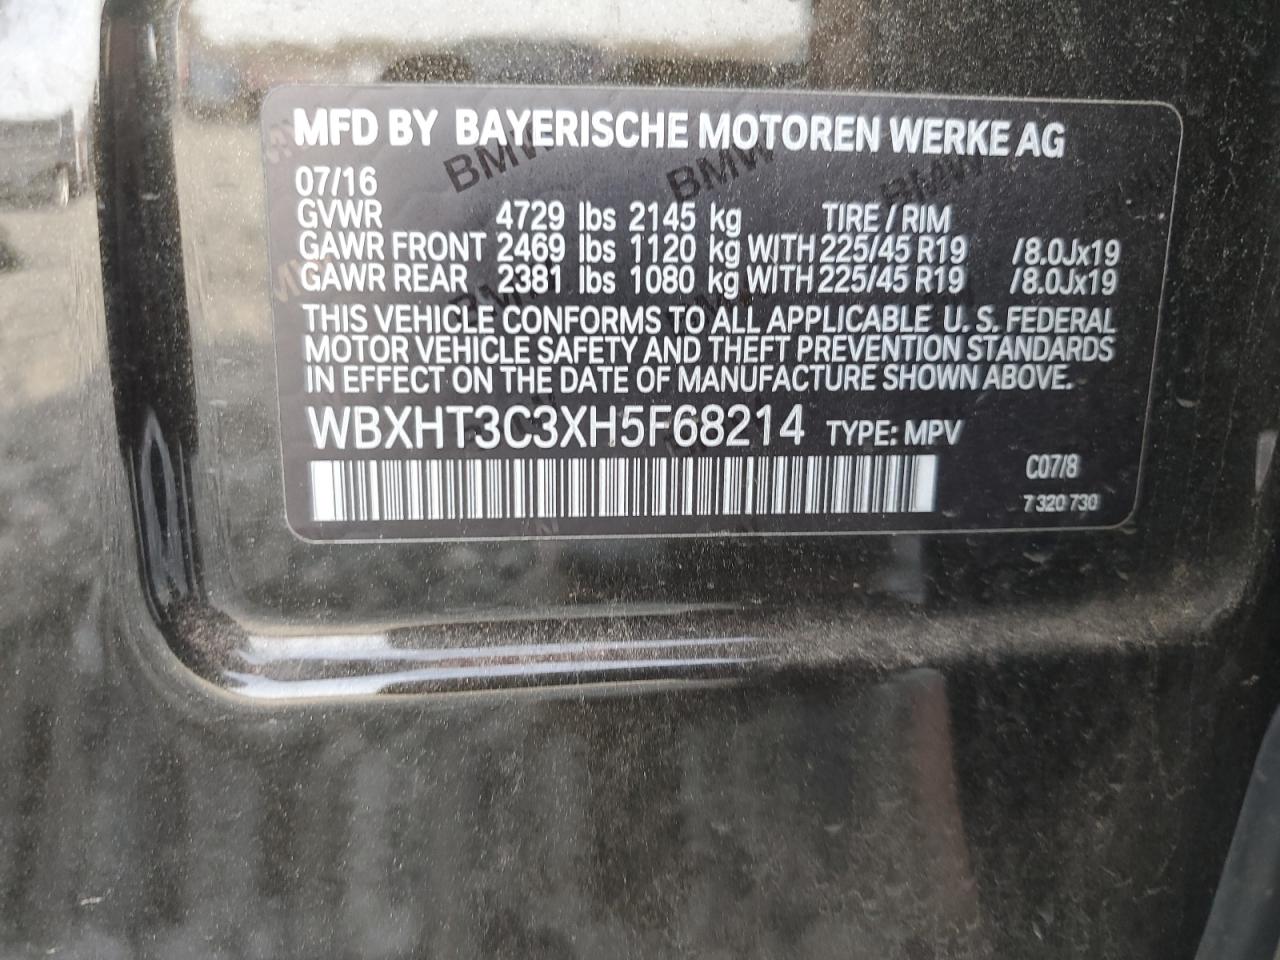 MFD BY BAYERISCHE MOTOREN WERKE AG
07/16
GVWR 4729 lbs 2145 kg TIRE / RIM
GAWR FRONT 2469 lbs 1120 kg WITH 225/45 R19 /8.0Jx19
GAWR REAR 2381 lbs 1080 kg WITH 225/45 R19 /8.0Jx19
THIS VEHICLE CONFORMS TO ALL APPLICABLE U.S. FEDERAL
MOTOR VEHICLE SAFETY AND THEFT PREVENTION STANDARDS
IN EFFECT ON THE DATE OF MANUFACTURE SHOWN ABOVE.
WBXHT3C3XH5F68214 TYPE: MPV
C07/8
7 320 730
BMW BMW BMW